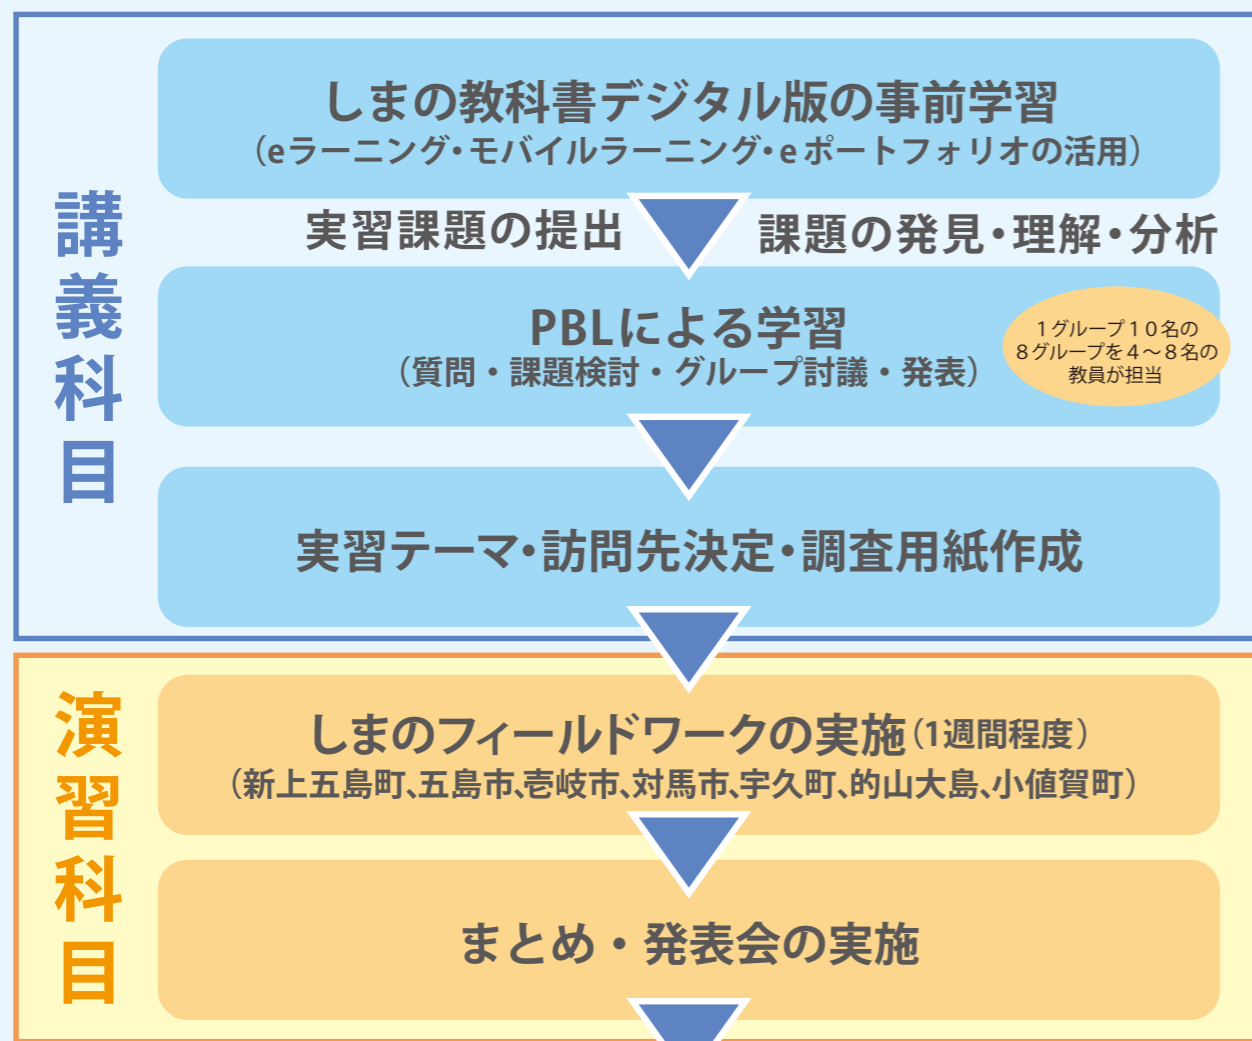 講義科目
しまの教科書デジタル版の事前学習
（eラーニング・モバイルラーニング・eポートフォリオの活用）
実習課題の提出
課題の発見・理解・分析
PBLによる学習
（質問・課題検討・グループ討議・発表）
１グループ１０名の
８グループを４～８名の
教員が担当
実習テーマ・訪問先決定・調査用紙作成
演習科目
しまのフィールドワークの実施（1週間程度）
（新上五島町、五島市、壱岐市、対馬市、宇久町、的山大島、小値賀町）
まとめ・発表会の実施